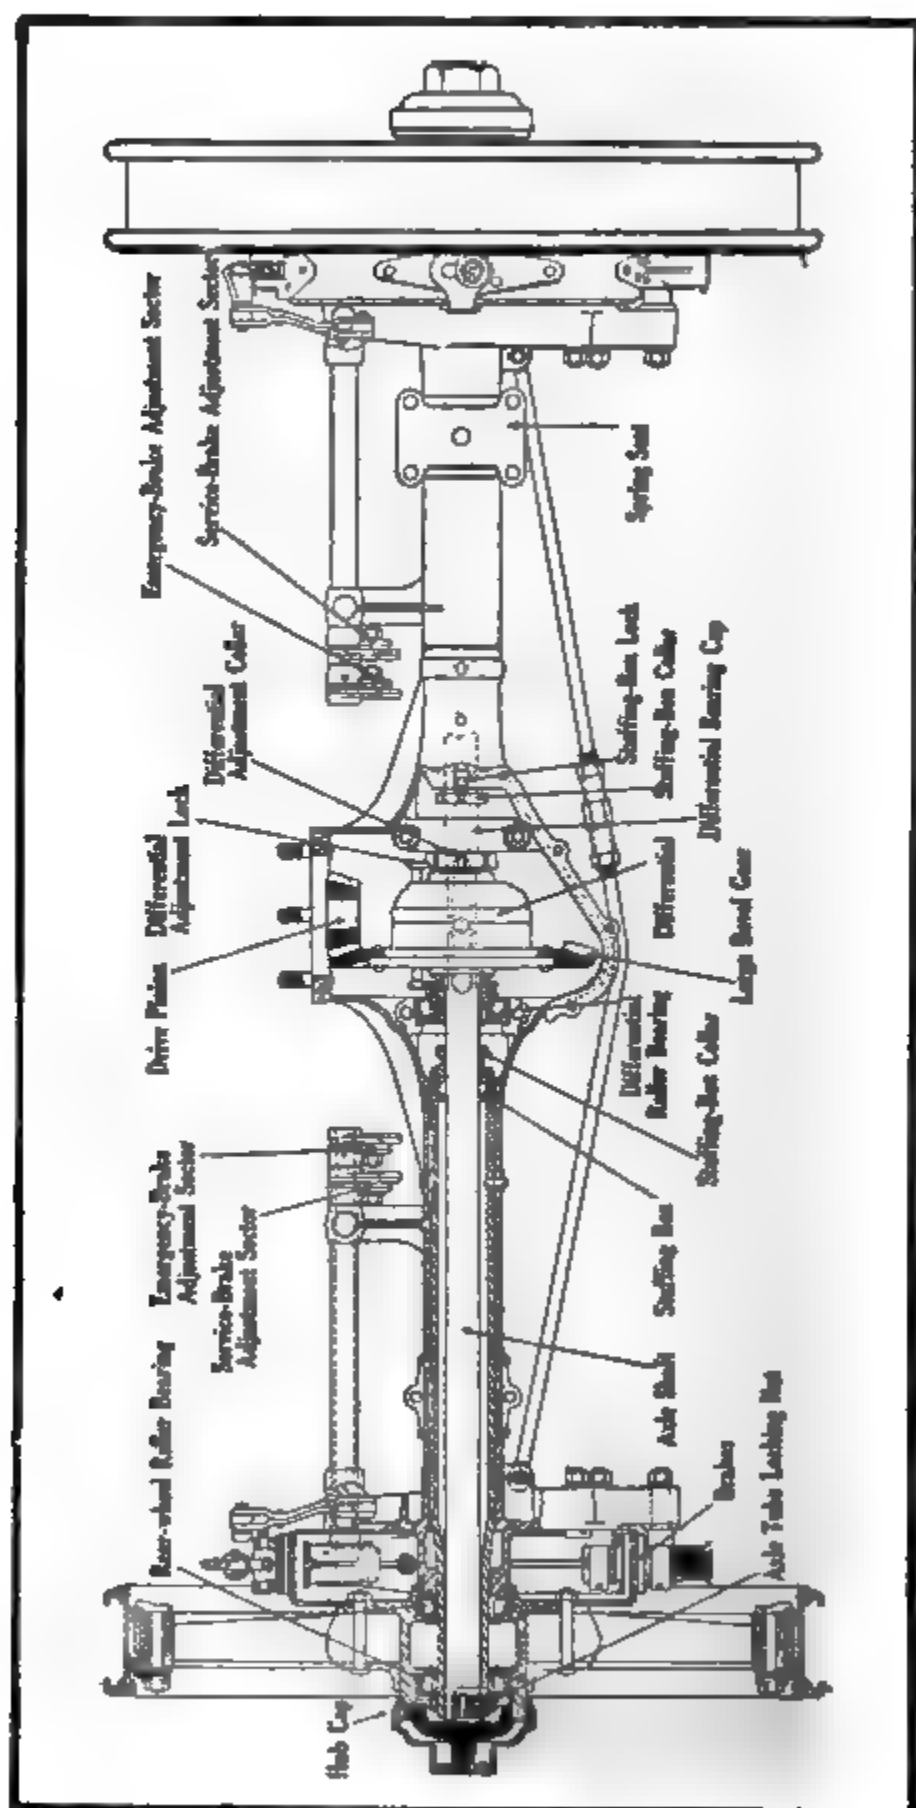 Hub Cap
Rear-wheel Roller Bearing
Service-Brake
Adjustment Sector
Emergency-Brake
Adjustment Sector
Drive Pinion
Differential
Adjustment Lock
Differential
Adjustment Collar
Emergency-Brake Adjustment Sector
Service-Brake Adjustment Sector
Axle Tube Locking Nut
Brakes
Axle Shaft
Stuffing Box
Stuffing-Box Collar
Differential
Roller Bearing
Large Bevel Gear
Differential
Differential Bearing Cap
Stuffing-Box Collar
Stuffing-Box Lock
Spring Seat